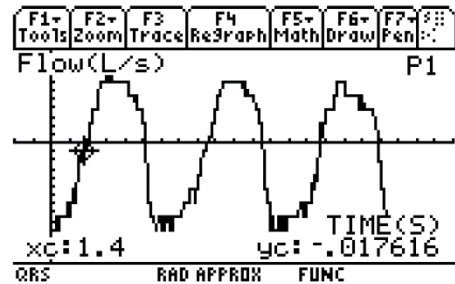 F1▾ F2▾ F3 F4 F5▾ F6▾ F7▾
Tools Zoom Trace ReGraph Math Draw Pen
Flow(L/s) P1
TIME(S)
xc:1.4 yc:-.017616
QRS RAD APPROX FUNC